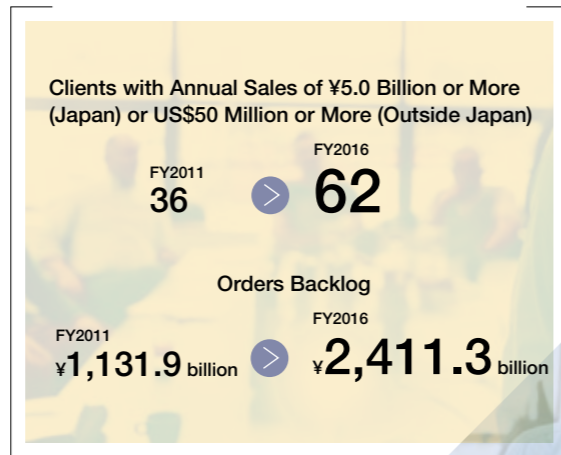 Clients with Annual Sales of ¥5.0 Billion or More
(Japan) or US$50 Million or More (Outside Japan)
FY2011
36
FY2016
62
Orders Backlog
FY2011
¥1,131.9 billion
FY2016
¥2,411.3 billion